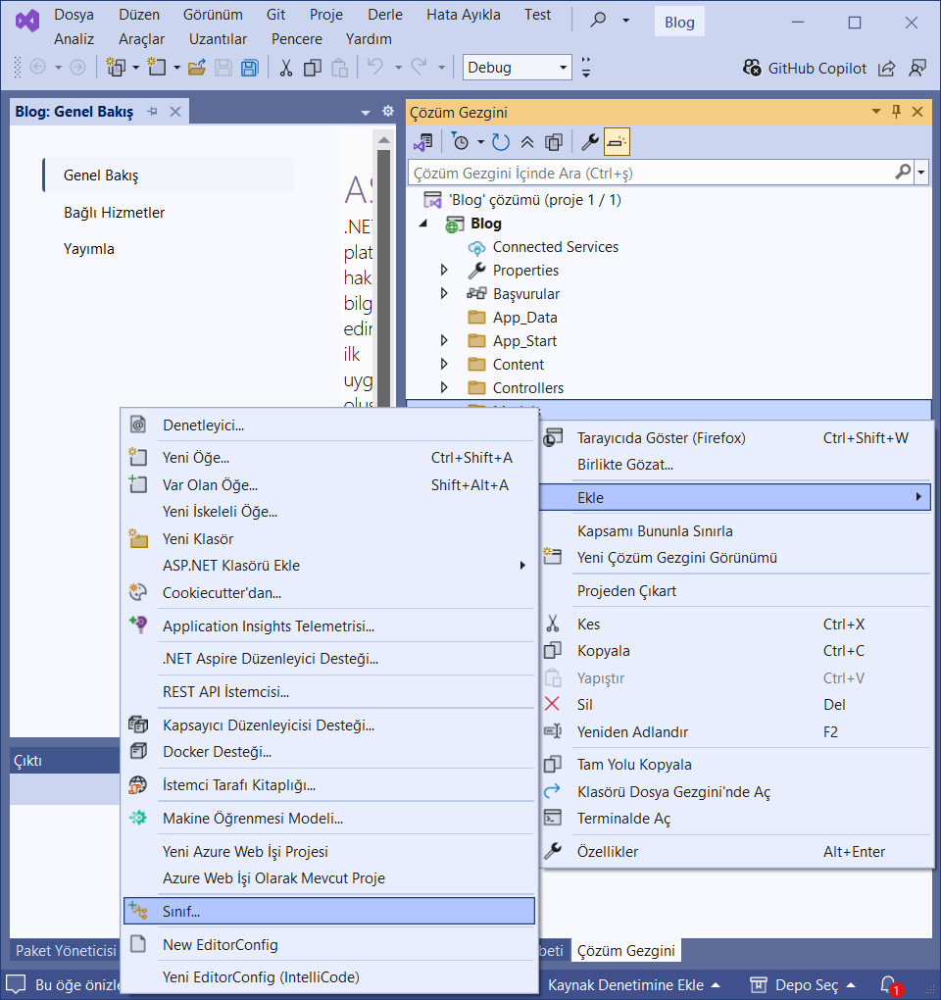 Dosya Düzen Görünüm Git Proje Derle Hata Ayıkla Test Blog
Analiz Araçlar Uzantılar Pencere Yardım
Debug GitHub Copilot
Blog: Genel Bakış
Genel Bakış
Bağlı Hizmetler
Yayımla
AS
.NET
plat
hak
bilg
edin
ilk
uyg
oluş
Çözüm Gezgini
Çözüm Gezgini İçinde Ara (Ctrl+ş)
'Blog' çözümü (proje 1 / 1)
Blog
Connected Services
Properties
Başvurular
App_Data
App_Start
Content
Controllers
Denetleyici...
Yeni Öğe... Ctrl+Shift+A
Var Olan Öğe... Shift+Alt+A
Yeni İskeleli Öğe...
Yeni Klasör
ASP.NET Klasörü Ekle
Cookiecutter'dan...
Application Insights Telemetrisi...
.NET Aspire Düzenleyici Desteği...
REST API İstemcisi...
Kapsayıcı Düzenleyicisi Desteği...
Docker Desteği...
İstemci Tarafı Kitaplığı...
Makine Öğrenmesi Modeli...
Yeni Azure Web İşi Projesi
Azure Web İşi Olarak Mevcut Proje
Sınıf...
New EditorConfig
Yeni EditorConfig (IntelliCode)
Tarayıcıda Göster (Firefox) Ctrl+Shift+W
Birlikte Gözat...
Ekle
Kapsamı Bununla Sınırla
Yeni Çözüm Gezgini Görünümü
Projeden Çıkart
Kes Ctrl+X
Kopyala Ctrl+C
Yapıştır Ctrl+V
Sil Del
Yeniden Adlandır F2
Tam Yolu Kopyala
Klasörü Dosya Gezgini'nde Aç
Terminalde Aç
Özellikler Alt+Enter
Çıktı
Paket Yöneticisi
beti Çözüm Gezgini
Bu öğe önizle
Kaynak Denetimine Ekle Depo Seç 1